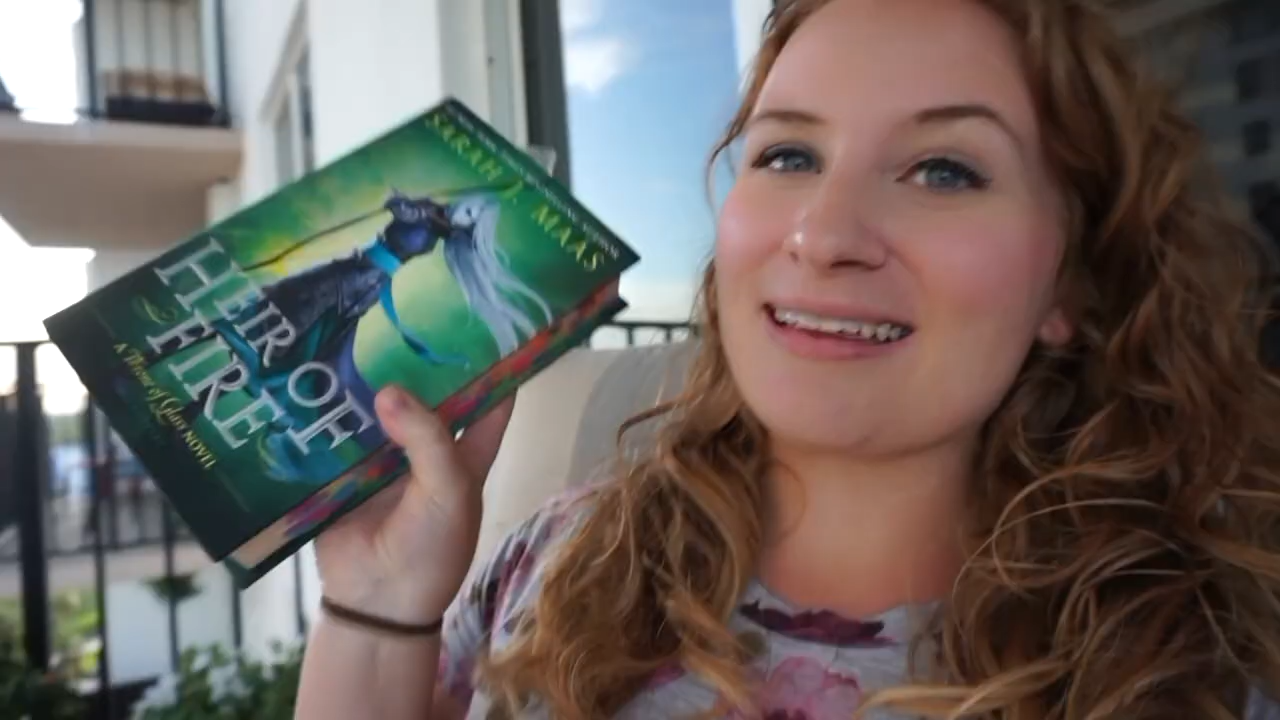 SARAH J. MAAS
HEIR OF
FIRE
A Throne of Glass NOVEL